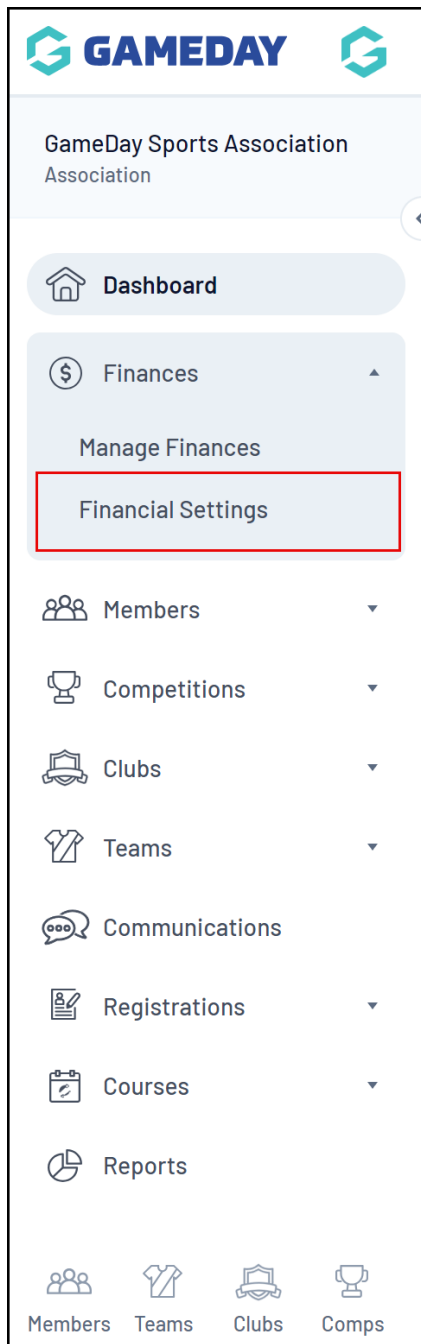 GAMEDAY
GameDay Sports Association
Association
Dashboard
Finances
Manage Finances
Financial Settings
Members
Competitions
Clubs
Teams
Communications
Registrations
Courses
Reports
Members Teams Clubs Comps